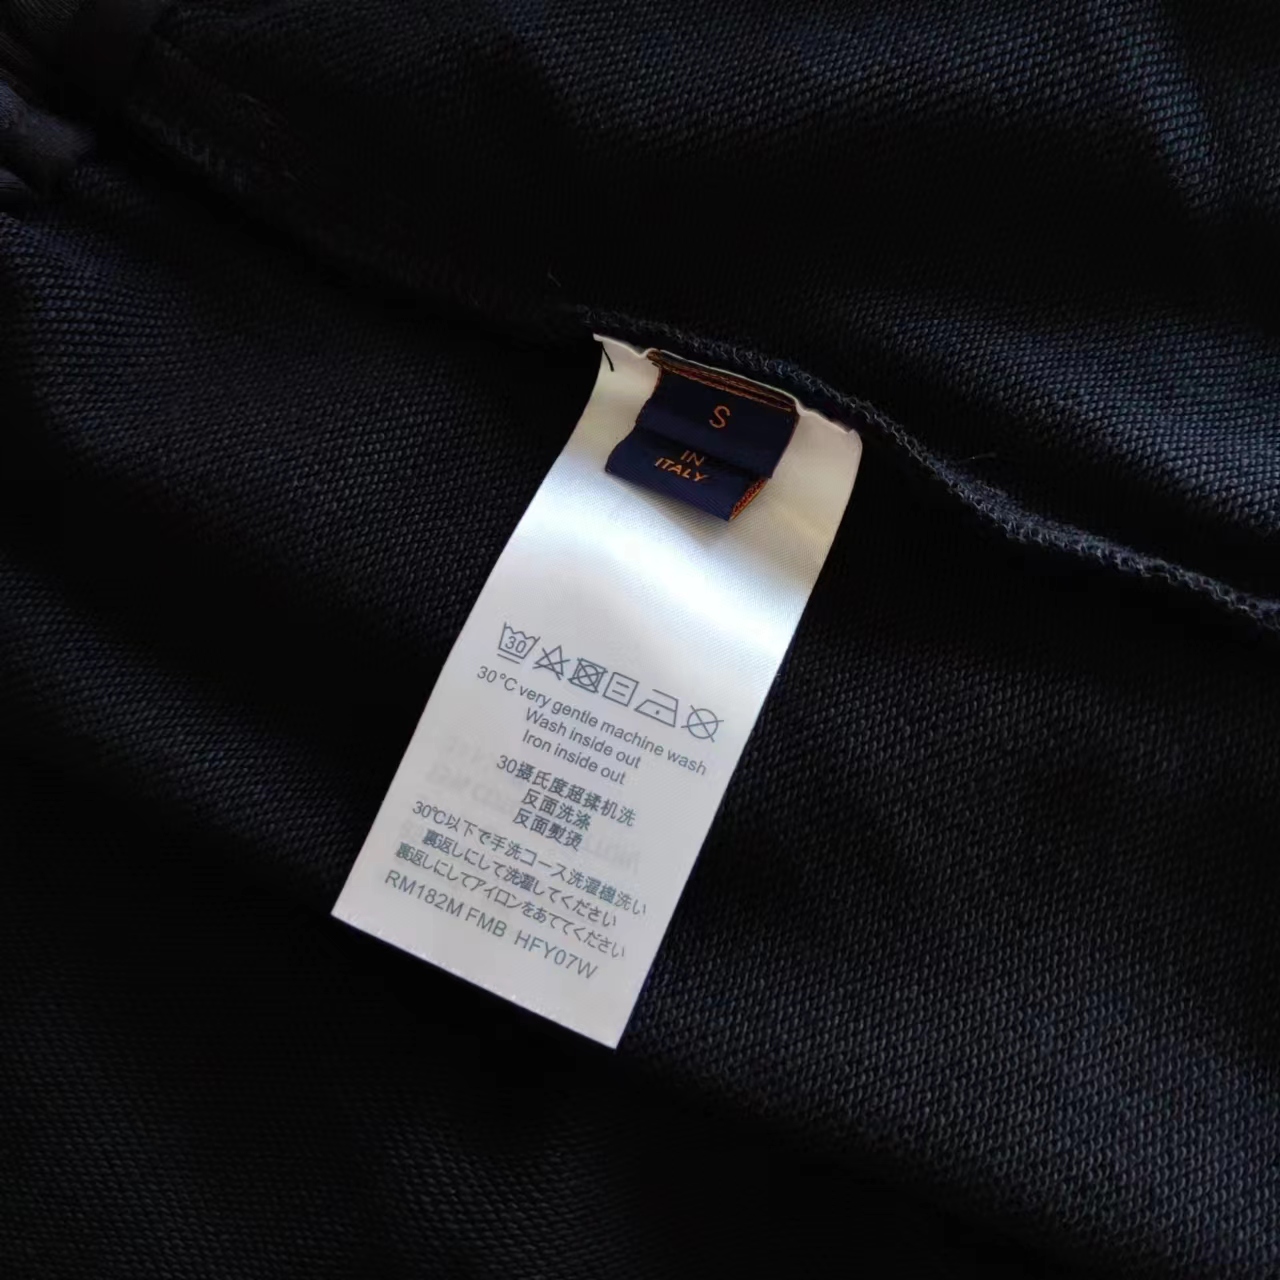 S
IN
ITALY
30
30°C very gentle machine wash
Wash inside out
Iron inside out
30摄氏度超揉机洗
反面洗涤
反面熨烫
30℃以下で手洗コース洗濯樹洗い
裏返しにして洗濯してください
裏返しにしてアイロンをあててください
RM182M FMB HFY07W